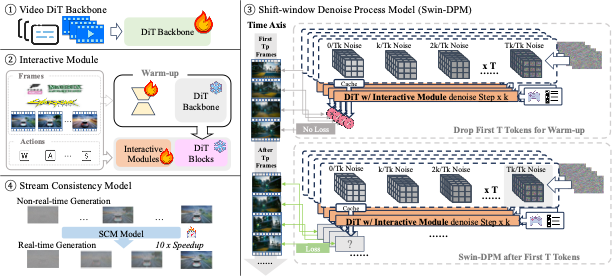 ① Video DiT Backbone
DiT Backbone
② Interactive Module
Frames
Warm-up
DiT
Backbone
Actions
W
A
S
Interactive
Modules
DiT
Blocks
④ Stream Consistency Model
Non-real-time Generation
......
SCM Model
Real-time Generation
10 x Speedup
③ Shift-window Denoise Process Model (Swin-DPM)
Time Axis
First
Tp
Frames
0/Tk Noise
k/Tk Noise
2k/Tk Noise
Tk/Tk Noise
x T
......
Cache
DiT w/ Interactive Module denoise Step x k
No Loss
Drop First T Tokens for Warm-up
After
Tp
Frames
0/Tk Noise
k/Tk Noise
2k/Tk Noise
Tk/Tk Noise
x T
......
Cache
DiT w/ Interactive Module denoise Step x k
?
Loss
Swin-DPM after First T Tokens
......